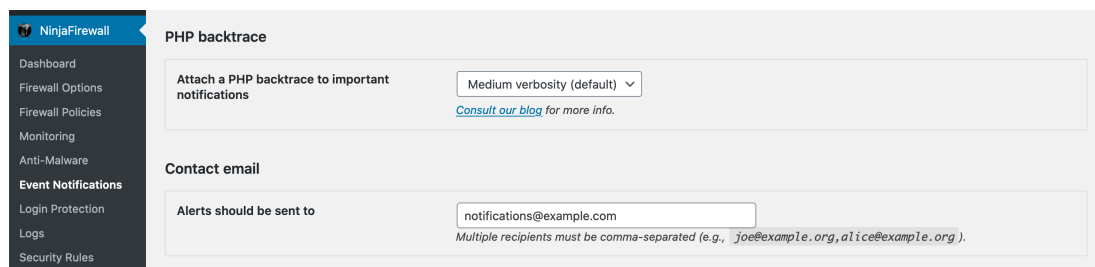 NinjaFirewall
Dashboard
Firewall Options
Firewall Policies
Monitoring
Anti-Malware
Event Notifications
Login Protection
Logs
Security Rules
PHP backtrace
Attach a PHP backtrace to important
notifications
Medium verbosity (default)
Consult our blog for more info.
Contact email
Alerts should be sent to
notifications@example.com
Multiple recipients must be comma-separated (e.g., joe@example.org,alice@example.org ).